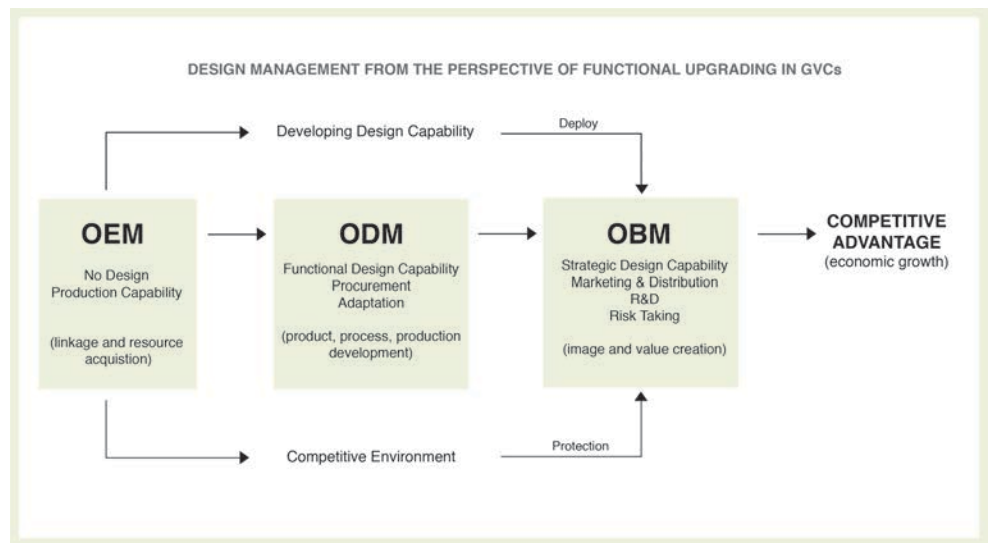 DESIGN MANAGEMENT FROM THE PERSPECTIVE OF FUNCTIONAL UPGRADING IN GVCs
Developing Design Capability
Deploy
OEM
No Design
Production Capability
(linkage and resource
acquistion)
ODM
Functional Design Capability
Procurement
Adaptation
(product, process, production
development)
OBM
Strategic Design Capability
Marketing & Distribution
R&D
Risk Taking
(image and value creation)
COMPETITIVE
ADVANTAGE
(economic growth)
Competitive Environment
Protection